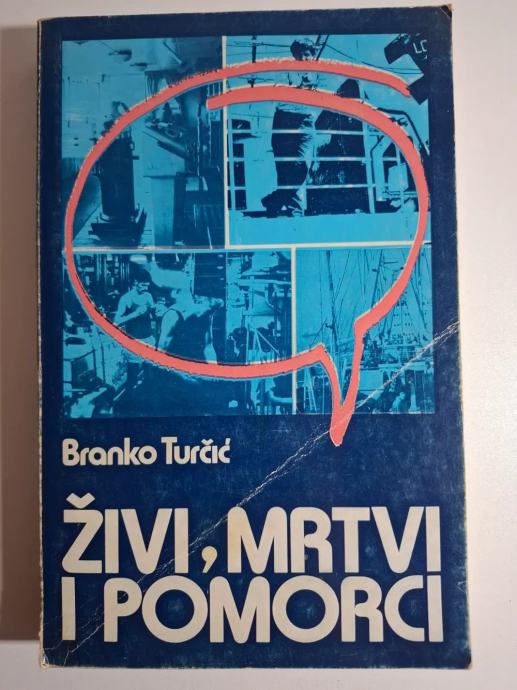 Branko Turčić
ŽIVI, MRTVI
I POMORCI